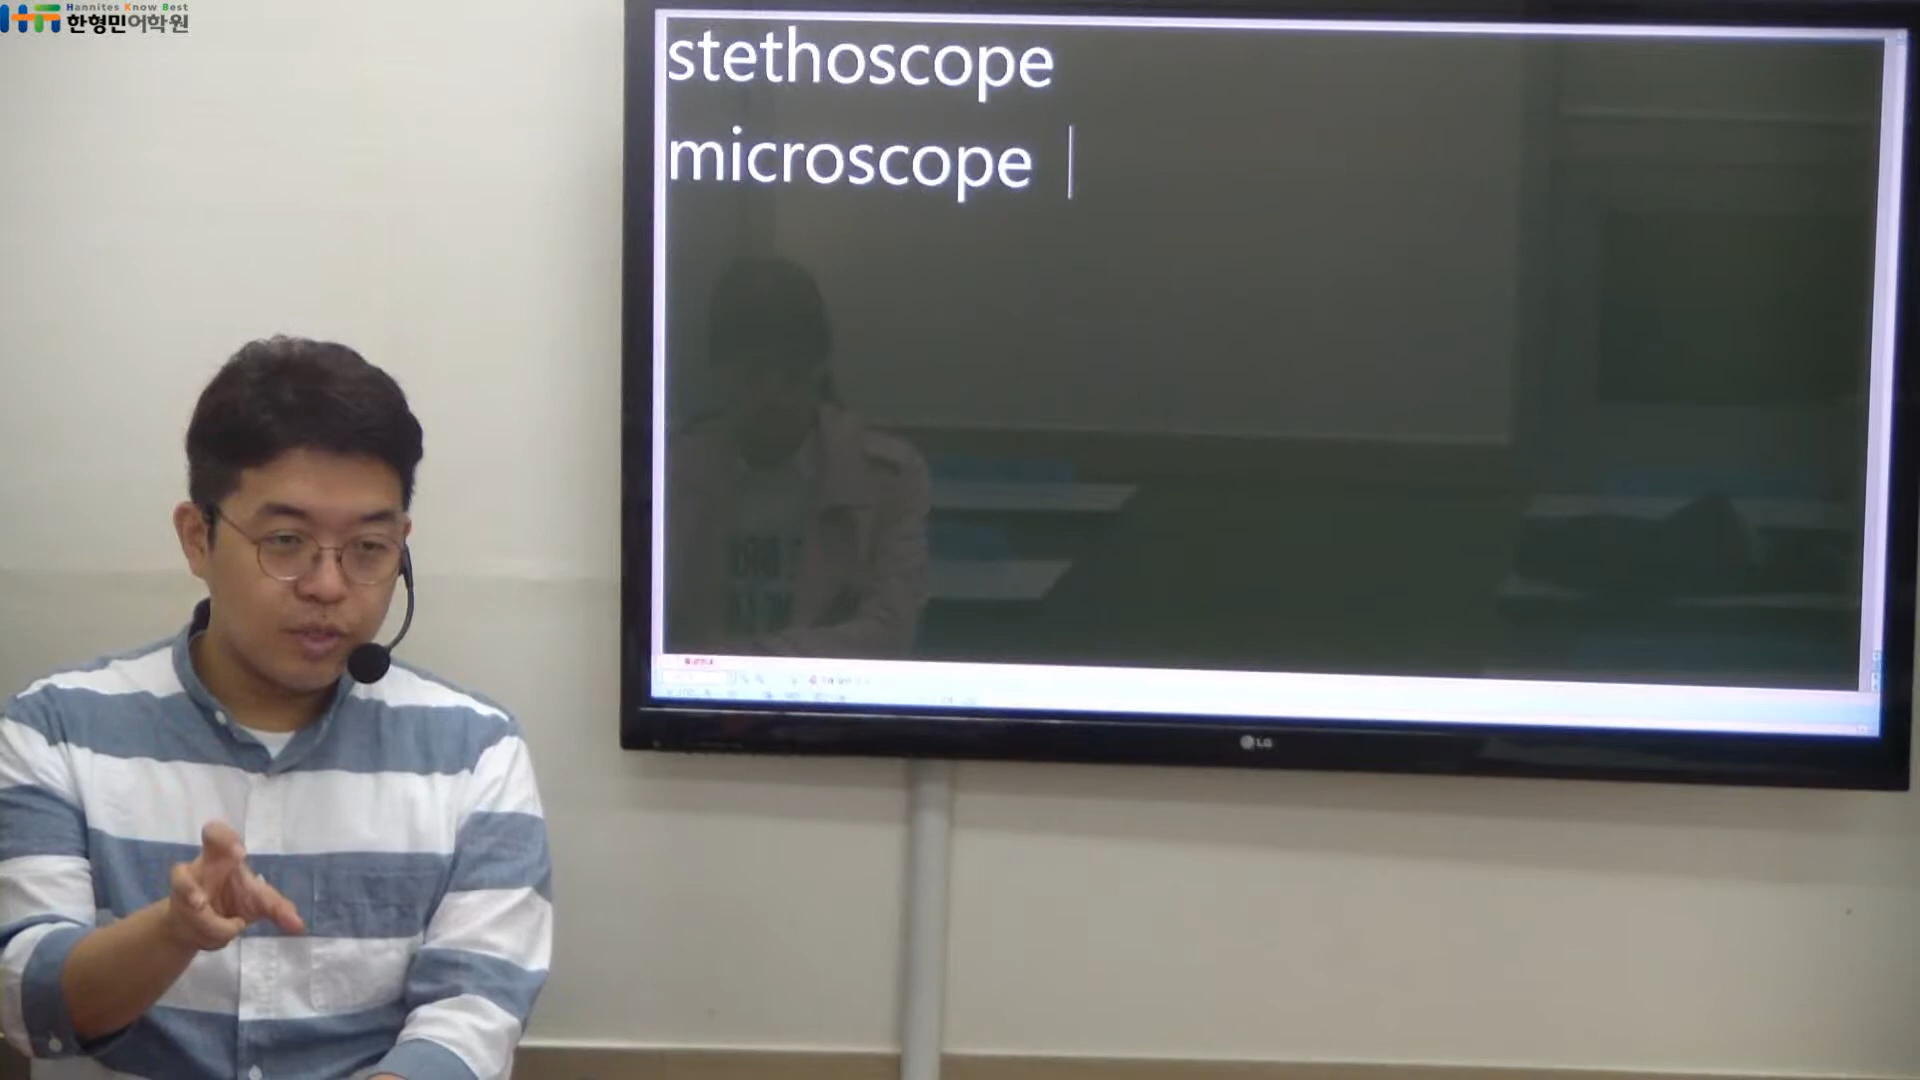 Hannites Know Best
한형민어학원
stethoscope
microscope
LG